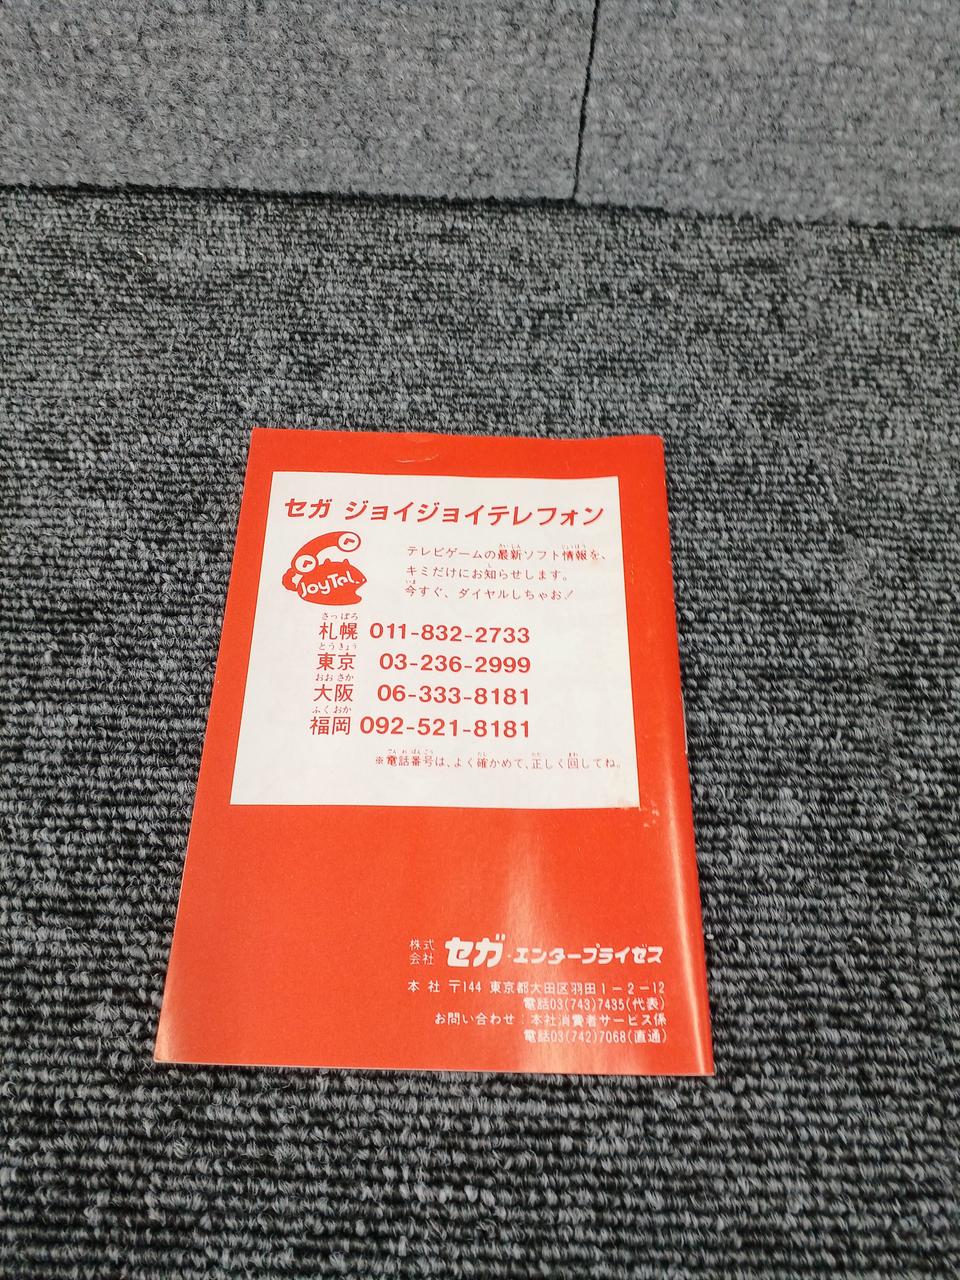 セガ ジョイジョイテレフォン
JoyTel
テレビゲームの最新ソフト情報を、
キミだけにお知らせします。
今すぐ、ダイヤルしちゃお!
さっぽろ
札幌 011-832-2733
とうきょう
東京 03-236-2999
おおさか
大阪 06-333-8181
ふくおか
福岡 092-521-8181
※電話番号は、よく確かめて、正しく回してね。
株式会社 セガ・エンタープライゼス
本社 〒144 東京都大田区羽田1-2-12
電話03(743)7435(代表)
お問い合わせ:本社消費者サービス係
電話03(742)7068(直通)